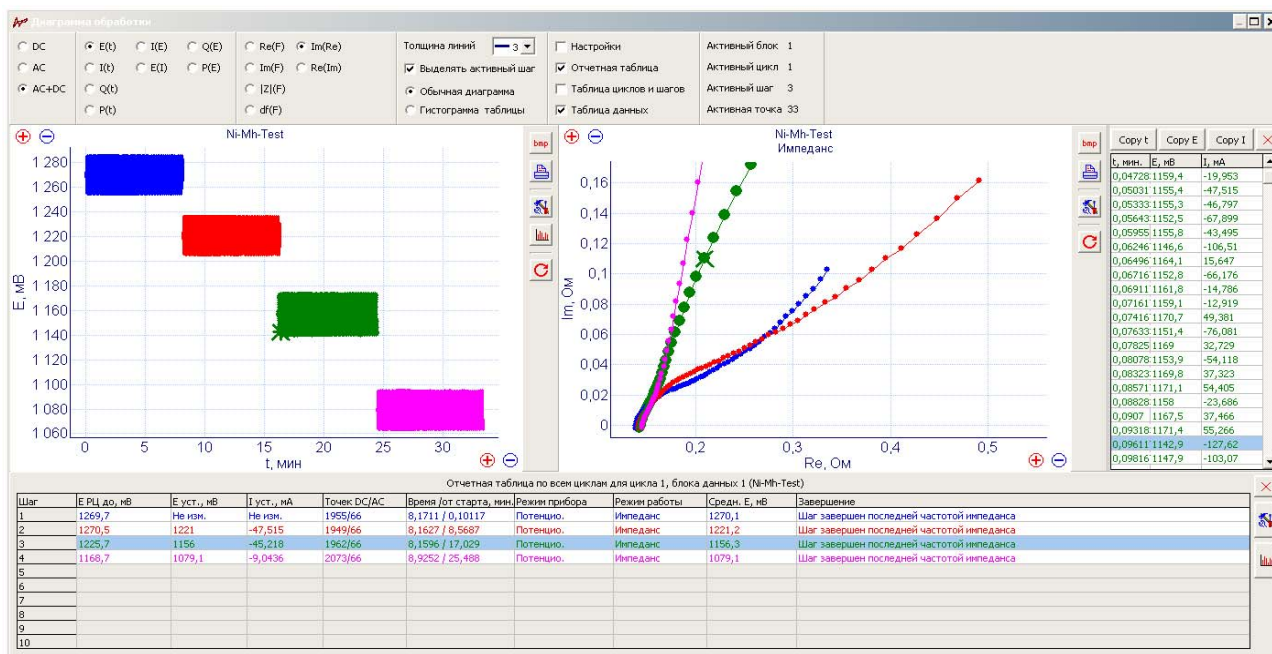 Диаграмма обработки
DC E(t) I(E) Q(E) Re(F) Im(Re) Толщина линий 3 Настройки Активный блок 1
AC I(t) E(I) P(E) Im(F) Re(Im) Выделять активный шаг Отчетная таблица Активный цикл 1
AC+DC Q(t) |Z|(F) Обычная диаграмма Таблица циклов и шагов Активный шаг 3
P(t) df(F) Гистограмма таблицы Таблица данных Активная точка 33
Ni-Mh-Test
E, мВ
1 280
1 260
1 240
1 220
1 200
1 180
1 160
1 140
1 120
1 100
1 080
1 060
0 5 10 15 20 25 30
t, мин
bmp
Ni-Mh-Test
Импеданс
Im, Ом
0,16
0,14
0,12
0,1
0,08
0,06
0,04
0,02
0
0,2 0,3 0,4 0,5
Re, Ом
bmp
Copy t Copy E Copy I
t, мин. E, мВ I, мА
0,04728 1159,4 -19,953
0,05031 1155,4 -47,515
0,05333 1155,3 -46,797
0,05643 1152,5 -67,899
0,05955 1155,8 -43,495
0,06246 1146,6 -106,51
0,06496 1164,1 15,647
0,06716 1152,8 -66,176
0,06911 1161,8 -14,786
0,07161 1159,1 -12,919
0,07416 1170,7 49,381
0,07633 1151,4 -76,081
0,07825 1169 32,729
0,08078 1153,9 -54,118
0,08323 1169,8 37,323
0,08571 1171,1 54,405
0,08828 1158 -23,686
0,0907 1167,5 37,466
0,09318 1171,4 55,266
0,09611 1142,9 -127,62
0,09816 1147,9 -103,07
Отчетная таблица по всем циклам для цикла 1, блока данных 1 (Ni-Mh-Test)
Шаг E РЦ до, мВ E уст., мВ I уст., мА Точек DC/AC Время /от старта, мин. Режим прибора Режим работы Средн. E, мВ Завершение
1 1269,7 Не изм. Не изм. 1955/66 8,1711 / 0,10117 Потенцио. Импеданс 1270,1 Шаг завершен последней частотой импеданса
2 1270,5 1221 -47,515 1949/66 8,1627 / 8,5687 Потенцио. Импеданс 1221,2 Шаг завершен последней частотой импеданса
3 1225,7 1156 -45,218 1962/66 8,1596 / 17,029 Потенцио. Импеданс 1156,3 Шаг завершен последней частотой импеданса
4 1168,7 1079,1 -9,0436 2073/66 8,9252 / 25,488 Потенцио. Импеданс 1079,1 Шаг завершен последней частотой импеданса
5
6
7
8
9
10